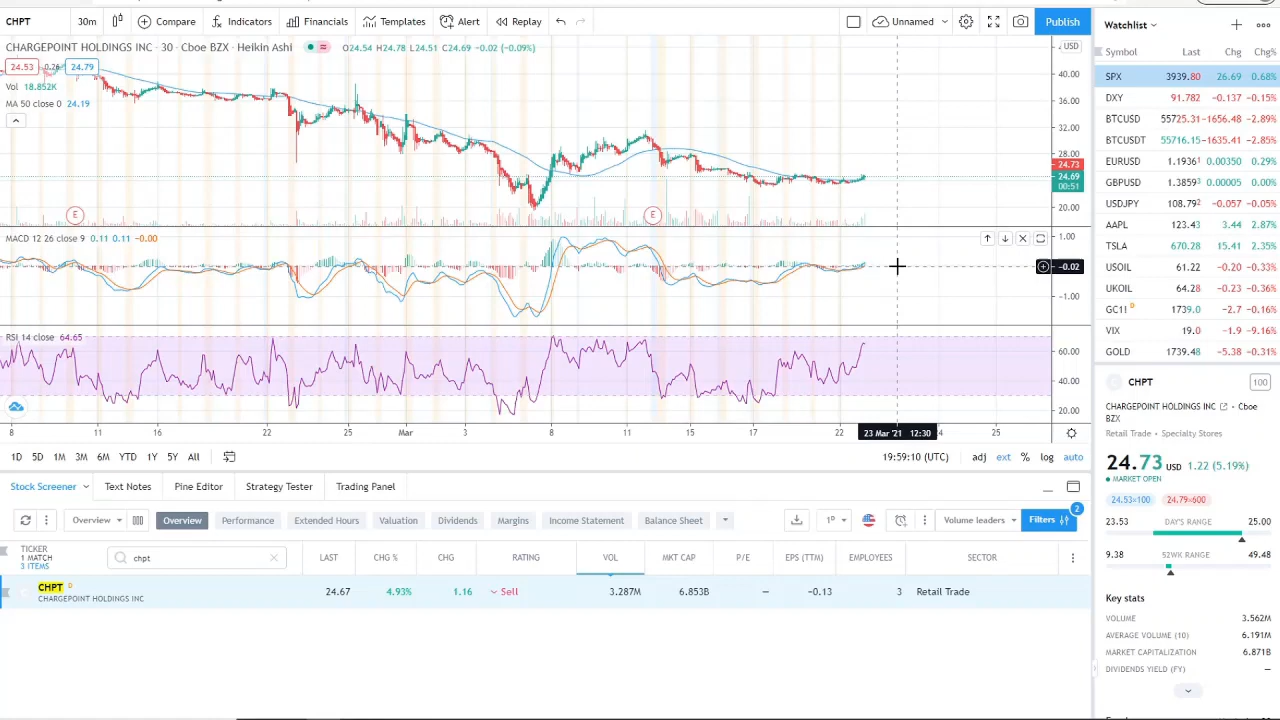 CHPT 30m Compare Indicators Financials Templates Alert Replay Unnamed Publish
CHARGEPOINT HOLDINGS INC · 30 · Cboe BZX · Heikin Ashi O24.54 H24.78 L24.51 C24.69 −0.02 (−0.09%) USD
24.53 0.26 24.79
Vol 18.852K
MA 50 close 0 24.19
40.00
36.00
32.00
28.00
24.73
24.69
00:51
20.00
E E
MACD 12 26 close 9 0.11 0.11 −0.00
1.00
−0.02
−1.00
RSI 14 close 64.65
60.00
40.00
20.00
8 11 16 22 25 Mar 3 8 11 15 17 22 23 Mar '21 12:30 4 25
1D 5D 1M 3M 6M YTD 1Y 5Y All 19:59:10 (UTC) adj ext % log auto
Stock Screener Text Notes Pine Editor Strategy Tester Trading Panel
Overview Overview Performance Extended Hours Valuation Dividends Margins Income Statement Balance Sheet 1D Volume leaders Filters 2
TICKER
1 MATCH
3 ITEMS
chpt
LAST CHG % CHG RATING VOL MKT CAP P/E EPS (TTM) EMPLOYEES SECTOR
CHPT D
CHARGEPOINT HOLDINGS INC
24.67 4.93% 1.16 Sell 3.287M 6.853B — −0.13 3 Retail Trade
Watchlist
Symbol Last Chg Chg%
SPX 3939.80 26.69 0.68%
DXY 91.782 −0.137 −0.15%
BTCUSD 55725.31 −1656.48 −2.89%
BTCUSDT 55716.15 −1635.41 −2.85%
EURUSD 1.19361 0.00350 0.29%
GBPUSD 1.38593 0.00005 0.00%
USDJPY 108.792 −0.057 −0.05%
AAPL 123.43 3.44 2.87%
TSLA 670.28 15.41 2.35%
USOIL 61.22 −0.20 −0.33%
UKOIL 64.28 −0.23 −0.36%
GC1! D 1739.0 −2.7 −0.16%
VIX 19.0 −1.9 −9.16%
GOLD 1739.48 −5.38 −0.31%
CHPT 100
CHARGEPOINT HOLDINGS INC · Cboe
BZX
Retail Trade · Specialty Stores
24.73 USD 1.22 (5.19%)
MARKET OPEN
24.53×100 24.79×600
23.53 DAY'S RANGE 25.00
9.38 52WK RANGE 49.48
Key stats
VOLUME 3.562M
AVERAGE VOLUME (10) 6.191M
MARKET CAPITALIZATION 6.871B
DIVIDENDS YIELD (FY) —